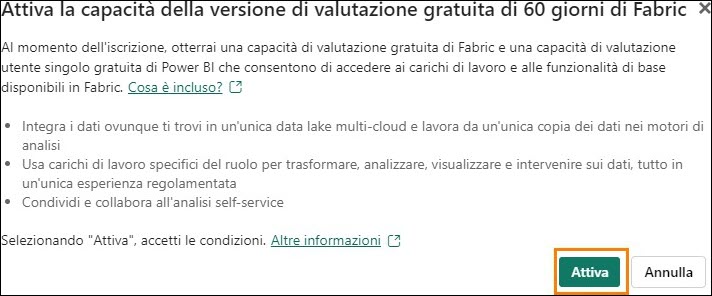 Attiva la capacità della versione di valutazione gratuita di 60 giorni di Fabric
Al momento dell'iscrizione, otterrai una capacità di valutazione gratuita di Fabric e una capacità di valutazione
utente singolo gratuita di Power BI che consentono di accedere ai carichi di lavoro e alle funzionalità di base
disponibili in Fabric. Cosa è incluso?
• Integra i dati ovunque ti trovi in un'unica data lake multi-cloud e lavora da un'unica copia dei dati nei motori di
analisi
• Usa carichi di lavoro specifici del ruolo per trasformare, analizzare, visualizzare e intervenire sui dati, tutto in
un'unica esperienza regolamentata
• Condividi e collabora all'analisi self-service
Selezionando "Attiva", accetti le condizioni. Altre informazioni
Attiva Annulla